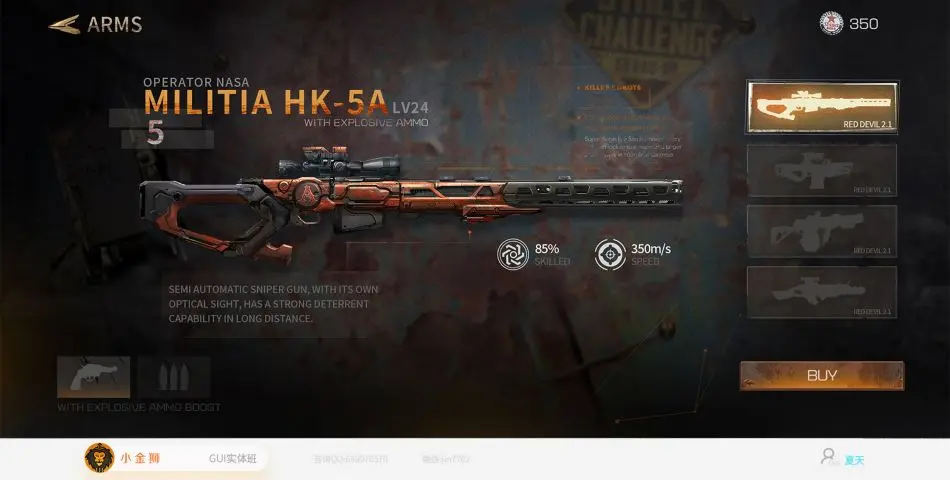 ARMS
350
STREET
CHALLENGE
OPERATOR NASA
MILITIA HK-5A LV24
WITH EXPLOSIVE AMMO
5
RED DEVIL 2.1
RED DEVIL 2.1
RED DEVIL 2.1
RED DEVIL 2.1
85%
SKILLED
350m/s
SPEED
SEMI AUTOMATIC SNIPER GUN, WITH ITS OWN
OPTICAL SIGHT, HAS A STRONG DETERRENT
CAPABILITY IN LONG DISTANCE.
BUY
WITH EXPLOSIVE AMMO BOOST
小金狮
GUI实体班
夏天